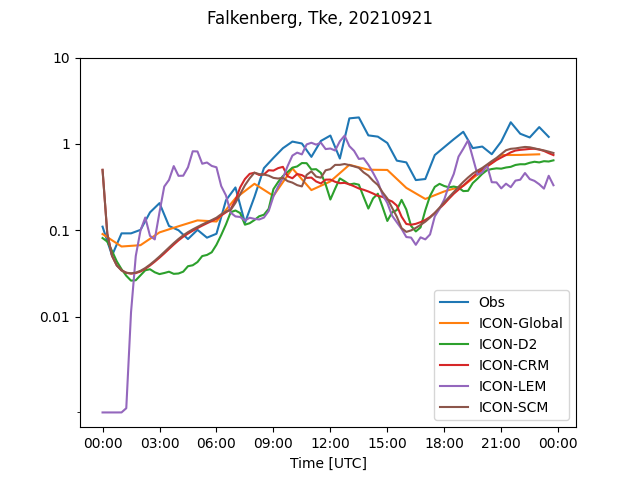 Falkenberg, Tke, 20210921
10
1
0.1
0.01
Obs
ICON-Global
ICON-D2
ICON-CRM
ICON-LEM
ICON-SCM
00:00 03:00 06:00 09:00 12:00 15:00 18:00 21:00 00:00
Time [UTC]